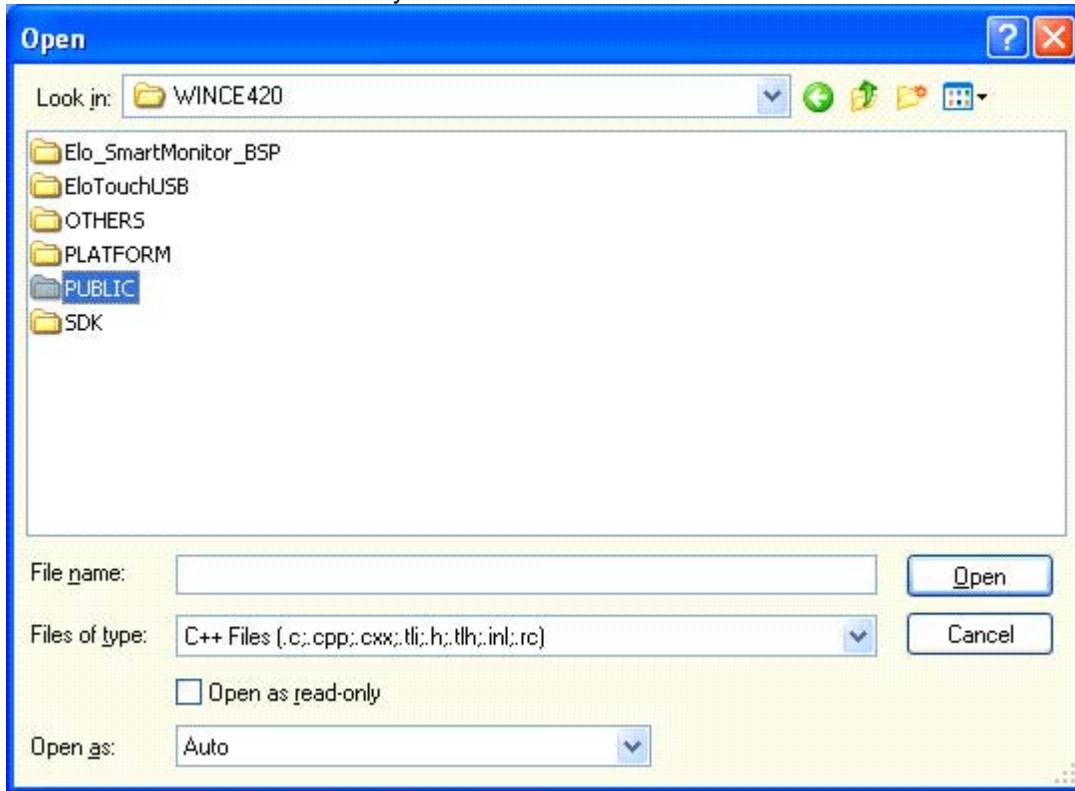 Open
Look in: WINCE420
Elo_SmartMonitor_BSP
EloTouchUSB
OTHERS
PLATFORM
PUBLIC
SDK
File name: Open
Files of type: C++ Files (.c;.cpp;.cxx;.tli;.h;.tlh;.inl;.rc) Cancel
Open as read-only
Open as: Auto